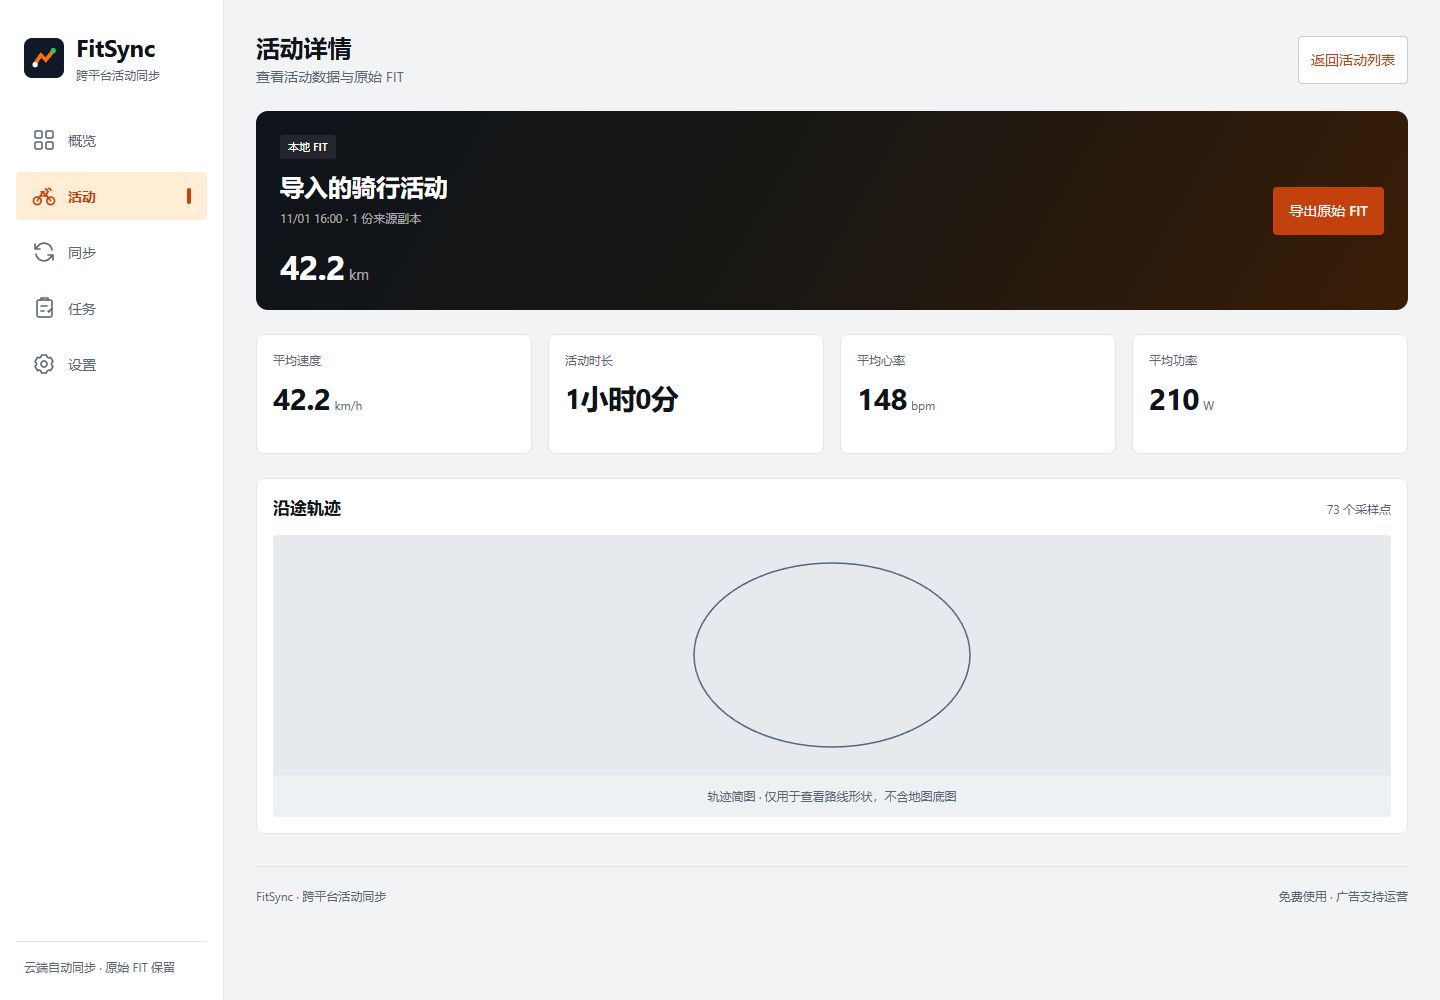 FitSync
跨平台活动同步
概览
活动
同步
任务
设置
云端自动同步 · 原始 FIT 保留
活动详情
查看活动数据与原始 FIT
返回活动列表
本地 FIT
导入的骑行活动
11/01 16:00 · 1 份来源副本
42.2 km
导出原始 FIT
平均速度
42.2 km/h
活动时长
1小时0分
平均心率
148 bpm
平均功率
210 W
沿途轨迹
73 个采样点
轨迹简图 · 仅用于查看路线形状，不含地图底图
FitSync · 跨平台活动同步
免费使用 · 广告支持运营